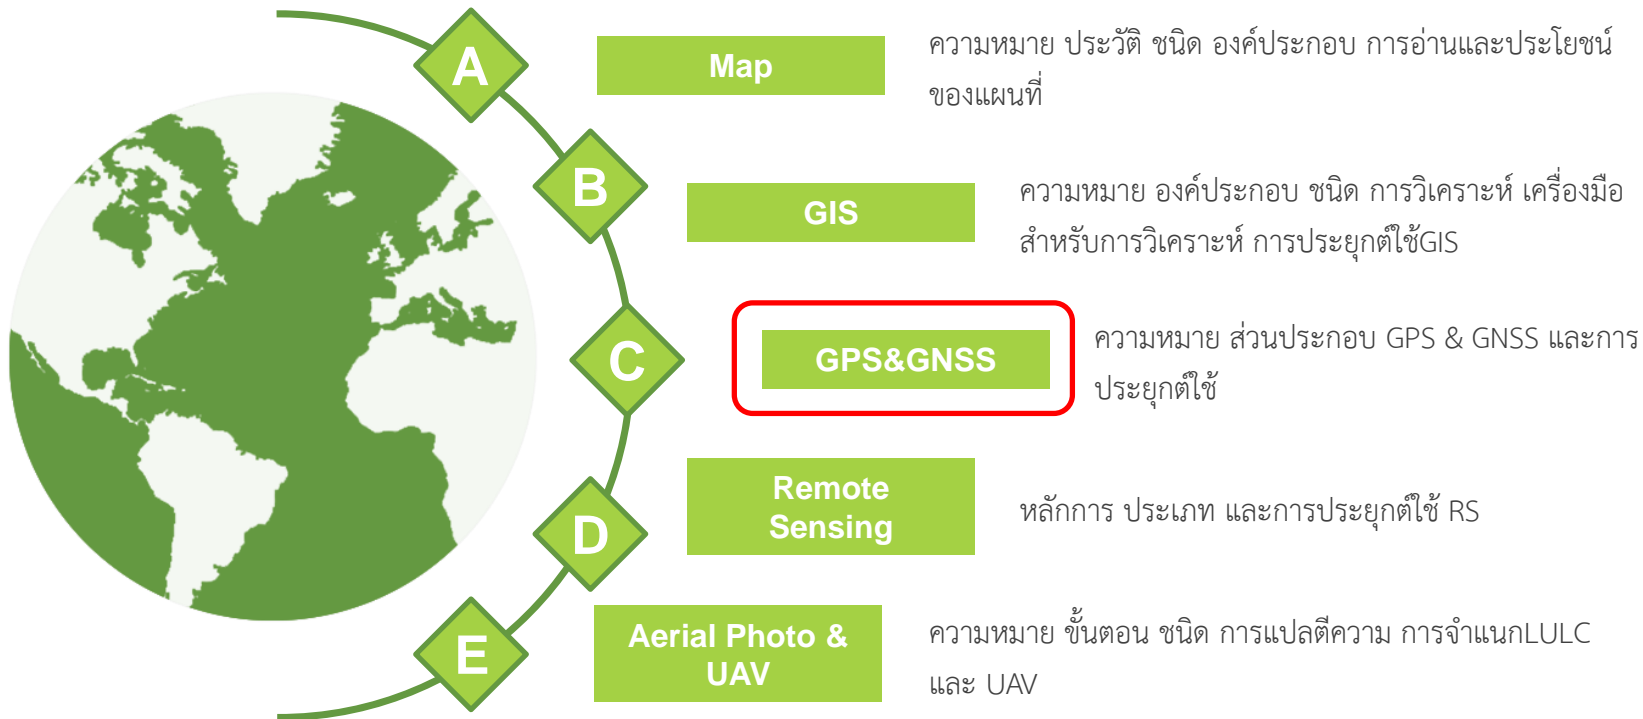 A
Map
ความหมาย ประวัติ ชนิด องค์ประกอบ การอ่านและประโยชน์
ของแผนที่
B
GIS
ความหมาย องค์ประกอบ ชนิด การวิเคราะห์ เครื่องมือ
สำหรับการวิเคราะห์ การประยุกต์ใช้GIS
C
GPS&GNSS
ความหมาย ส่วนประกอบ GPS & GNSS และการ
ประยุกต์ใช้
D
Remote
Sensing
หลักการ ประเภท และการประยุกต์ใช้ RS
E
Aerial Photo &
UAV
ความหมาย ขั้นตอน ชนิด การแปลตีความ การจำแนกLULC
และ UAV